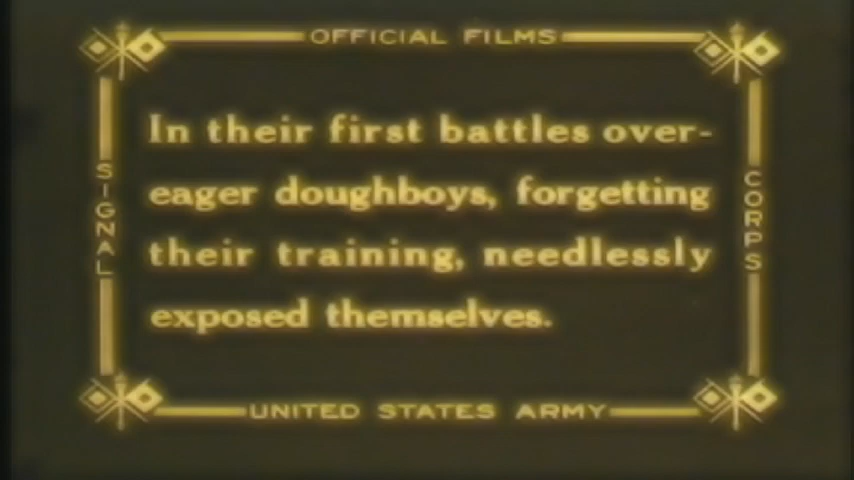 OFFICIAL FILMS
In their first battles over-
eager doughboys, forgetting
their training, needlessly
exposed themselves.
SIGNAL
CORPS
UNITED STATES ARMY